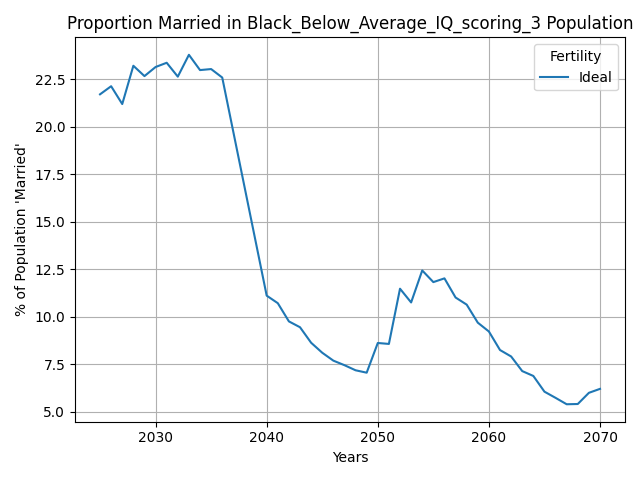 Proportion Married in Black_Below_Average_IQ_scoring_3 Population
Fertility
Ideal
% of Population 'Married'
22.5
20.0
17.5
15.0
12.5
10.0
7.5
5.0
2030 2040 2050 2060 2070
Years